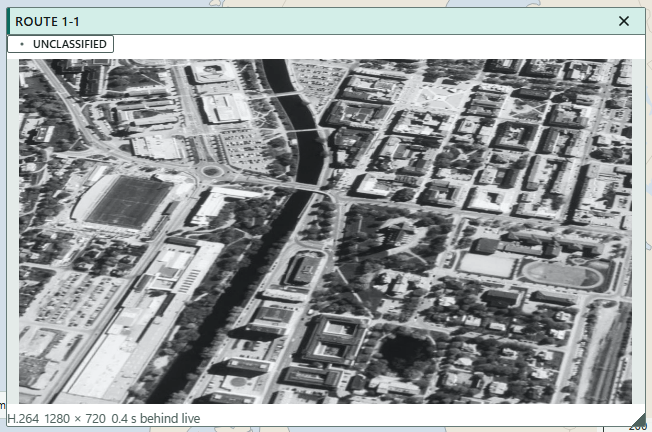 ROUTE 1-1
• UNCLASSIFIED
H.264 1280 × 720 0.4 s behind live